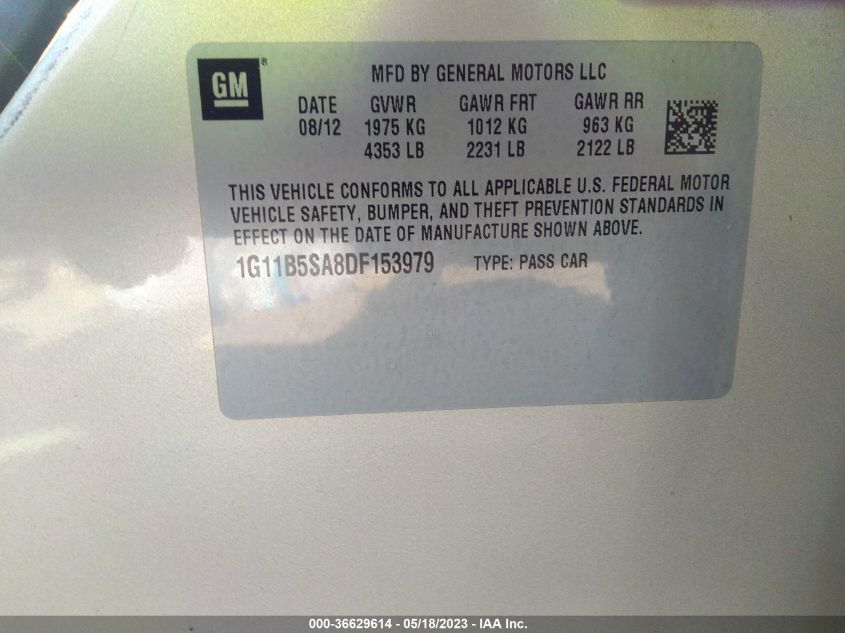 GM®
MFD BY GENERAL MOTORS LLC
DATE GVWR GAWR FRT GAWR RR
08/12 1975 KG 1012 KG 963 KG
4353 LB 2231 LB 2122 LB
THIS VEHICLE CONFORMS TO ALL APPLICABLE U.S. FEDERAL MOTOR
VEHICLE SAFETY, BUMPER, AND THEFT PREVENTION STANDARDS IN
EFFECT ON THE DATE OF MANUFACTURE SHOWN ABOVE.
1G11B5SA8DF153979 TYPE: PASS CAR
000-36629614 - 05/18/2023 - IAA Inc.